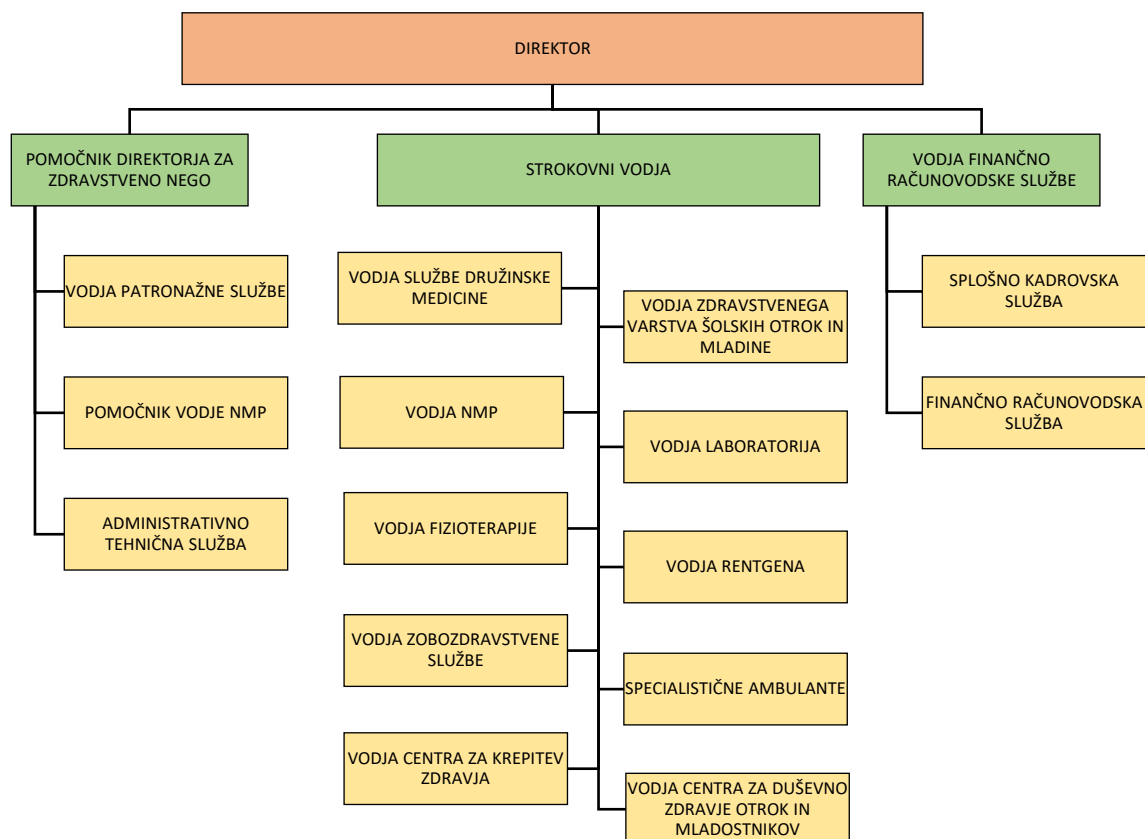 DIREKTOR
POMOČNIK DIREKTORJA ZA
ZDRAVSTVENO NEGO
STROKOVNI VODJA
VODJA FINANČNO
RAČUNOVODSKE SLUŽBE
VODJA PATRONAŽNE SLUŽBE
POMOČNIK VODJE NMP
ADMINISTRATIVNO
TEHNIČNA SLUŽBA
VODJA SLUŽBE DRUŽINSKE
MEDICINE
VODJA ZDRAVSTVENEGA
VARSTVA ŠOLSKIH OTROK IN
MLADINE
VODJA NMP
VODJA LABORATORIJA
VODJA FIZIOTERAPIJE
VODJA RENTGENA
VODJA ZOBOZDRAVSTVENE
SLUŽBE
SPECIALISTIČNE AMBULANTE
VODJA CENTRA ZA KREPITEV
ZDRAVJA
VODJA CENTRA ZA DUŠEVNO
ZDRAVJE OTROK IN
MLADOSTNIKOV
SPLOŠNO KADROVSKA
SLUŽBA
FINANČNO RAČUNOVODSKA
SLUŽBA